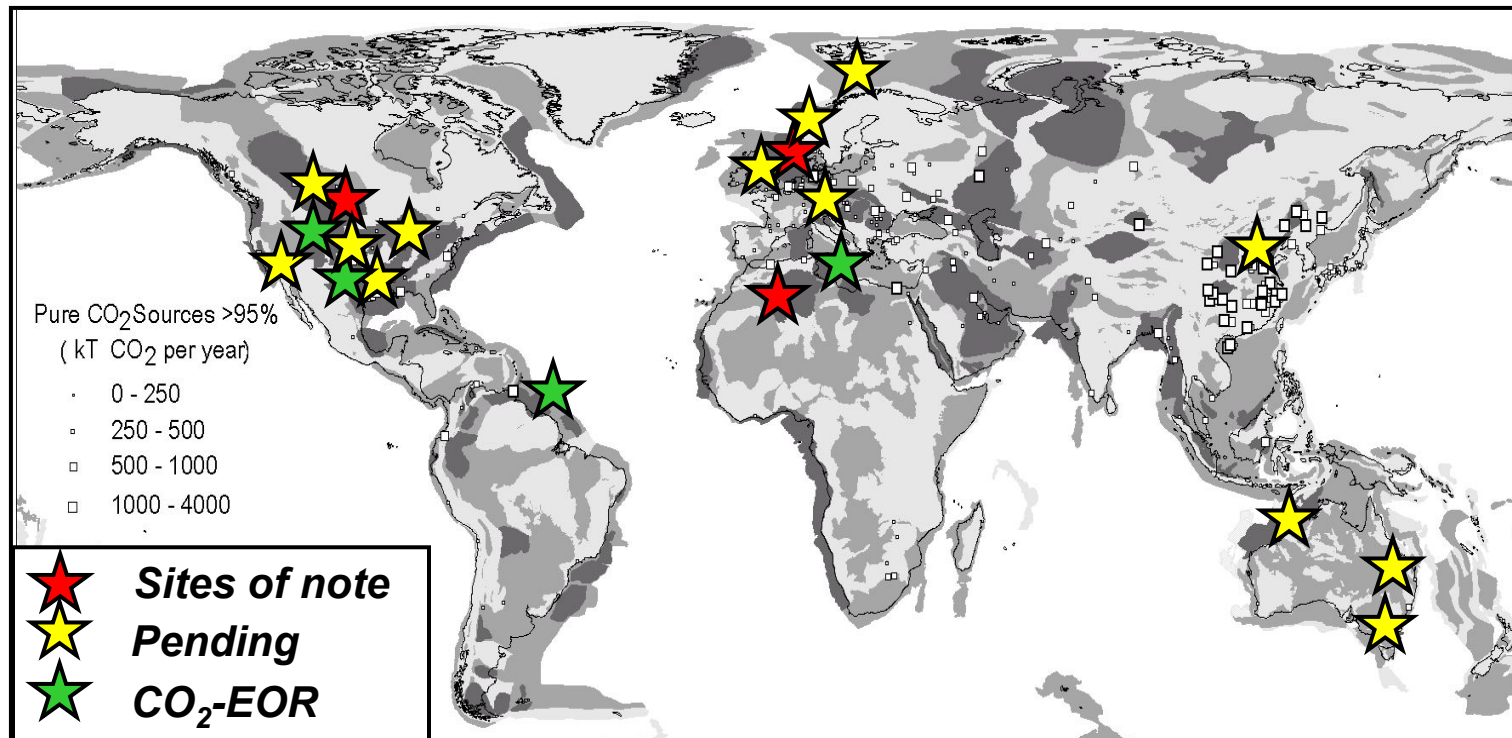 Pure CO₂Sources >95%
( kT CO₂ per year)
0 - 250
250 - 500
500 - 1000
1000 - 4000
Sites of note
Pending
CO₂-EOR